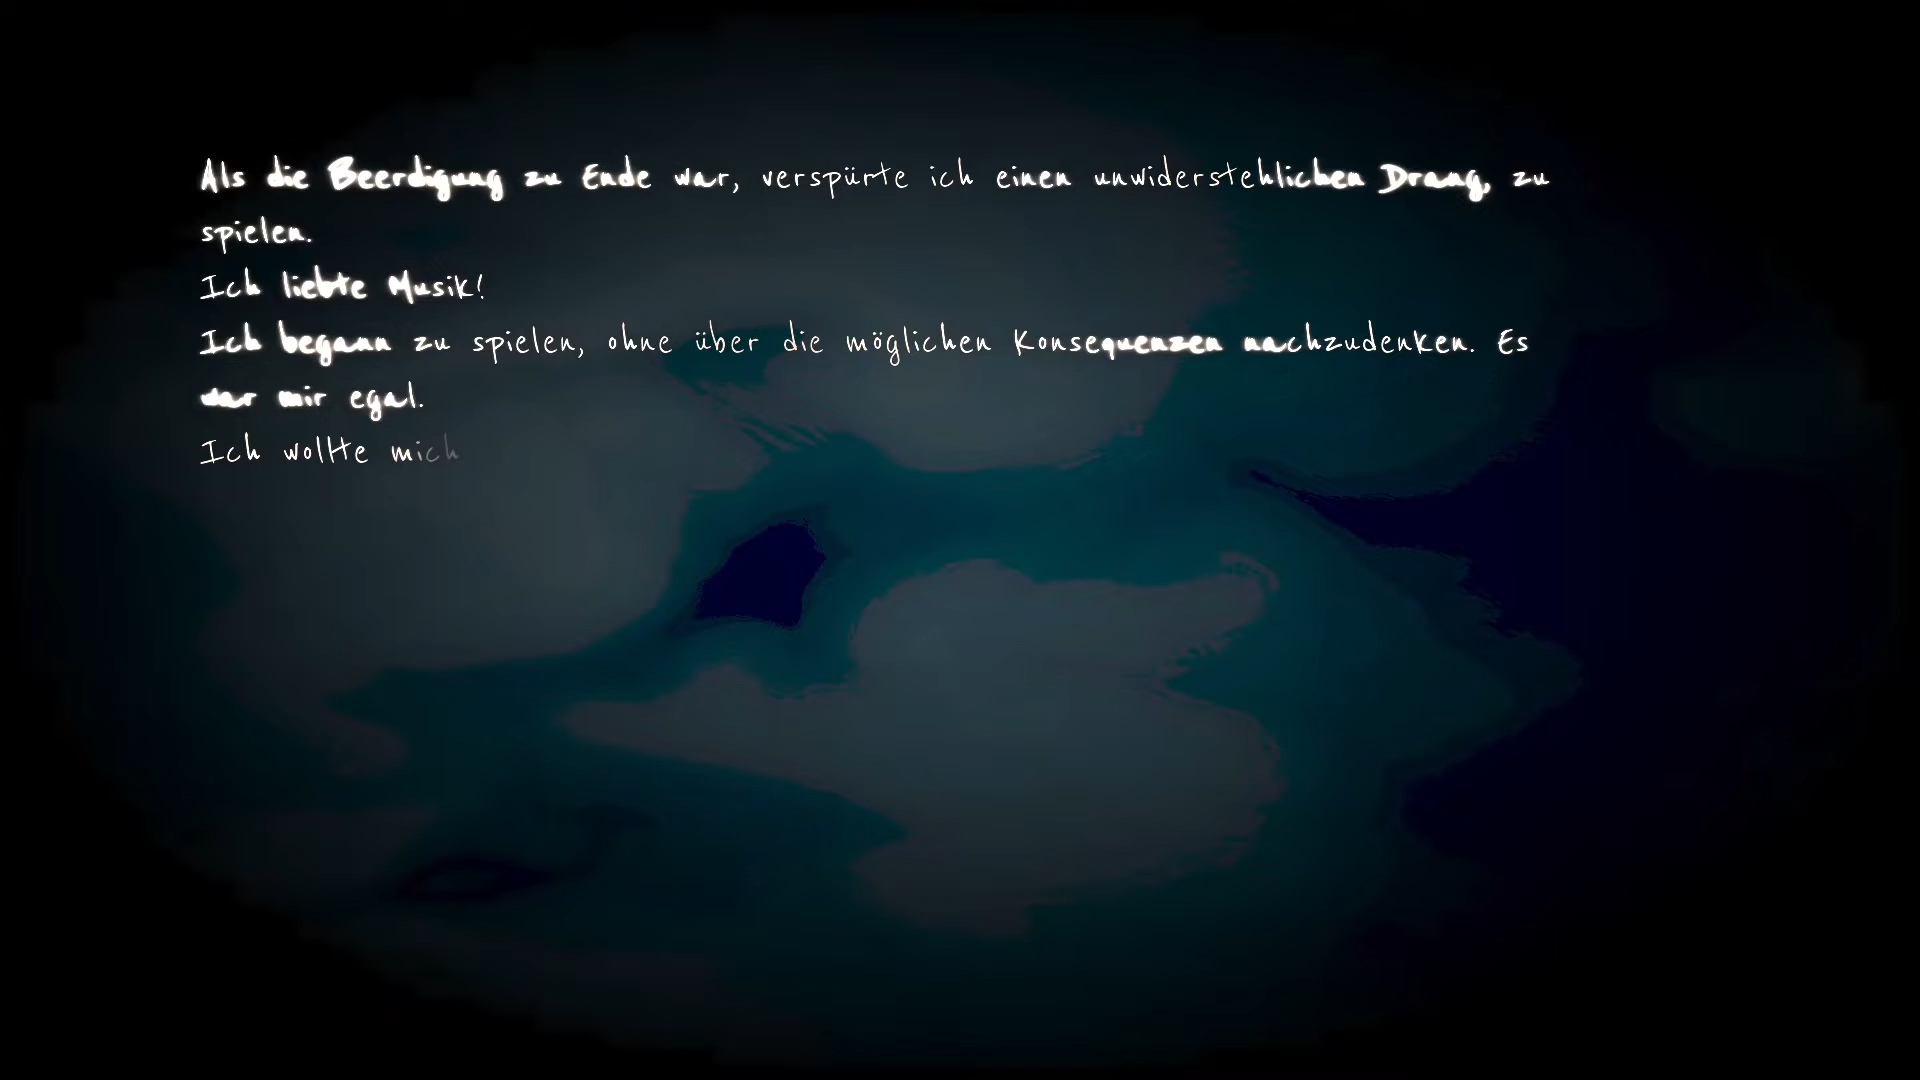 Als die Beerdigung zu Ende war, verspürte ich einen unwiderstehlichen Drang, zu
spielen.
Ich liebte Musik!
Ich begann zu spielen, ohne über die möglichen Konsequenzen nachzudenken. Es
war mir egal.
Ich wollte mich